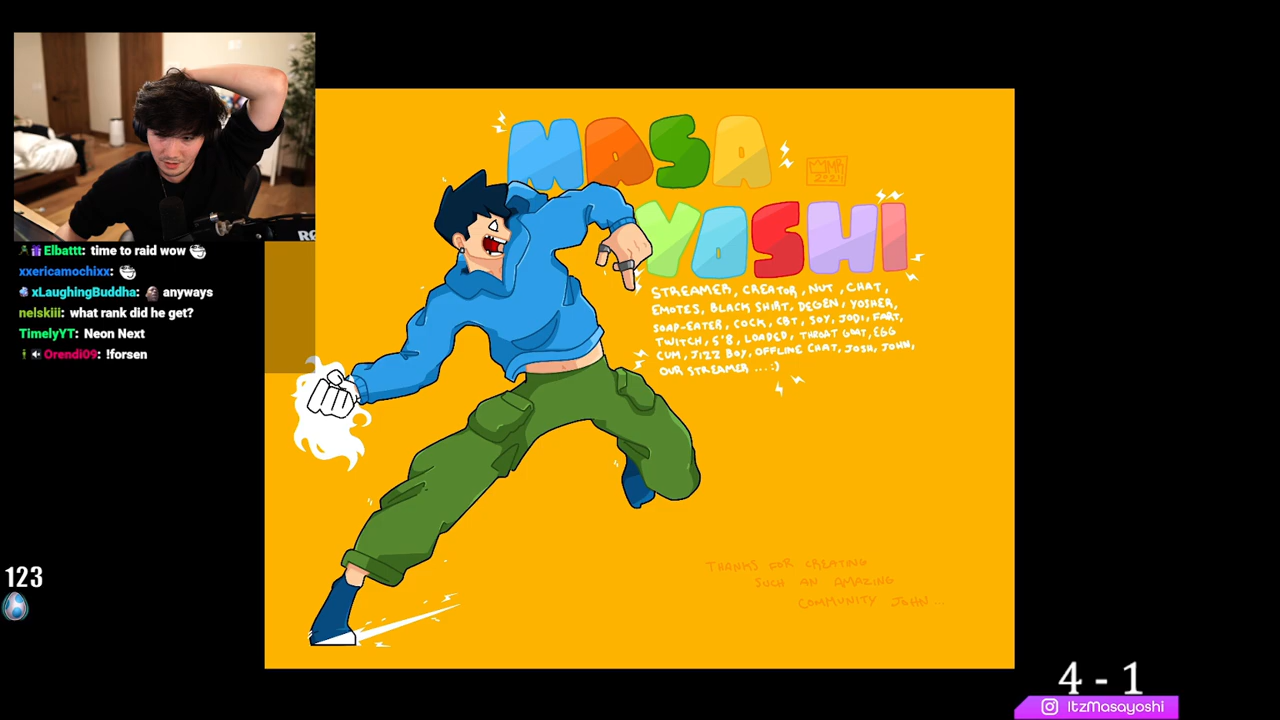 MASA
YOSHI
STREAMER, CREATOR, NUT, CHAT,
EMOTES, BLACK SHIRT, DEGEN, YOSHER,
SOAP-EATER, COCK, CBT, SOY, JODI, FART,
TWITCH, 5'8, LOADED, THROAT GOAT, EGG
CUM, JIZZ BOY, OFFLINE CHAT, JOSH, JOHN,
OUR STREAMER ... :)
Elbattt: time to raid wow
xxericamochixx:
xLaughingBuddha: anyways
nelskiii: what rank did he get?
TimelyYT: Neon Next
Orendi09: !forsen
THANKS FOR CREATING
SUCH AN AMAZING
COMMUNITY JOHN...
123
4 - 1
ItzMasayoshi